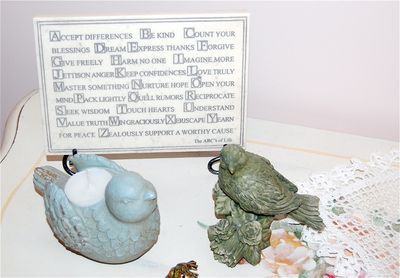 ACCEPT DIFFERENCES BE KIND COUNT YOUR
BLESSINGS DREAM EXPRESS THANKS FORGIVE
GIVE FREELY HARM NO ONE IMAGINE MORE
JETTISON ANGER KEEP CONFIDENCES LOVE TRULY
MASTER SOMETHING NURTURE HOPE OPEN YOUR
MIND PACK LIGHTLY QUELL RUMORS RECIPROCATE
SEEK WISDOM TOUCH HEARTS UNDERSTAND
VALUE TRUTH WIN GRACIOUSLY XERISCAPE YEARN
FOR PEACE ZEALOUSLY SUPPORT A WORTHY CAUSE
The ABC's of Life